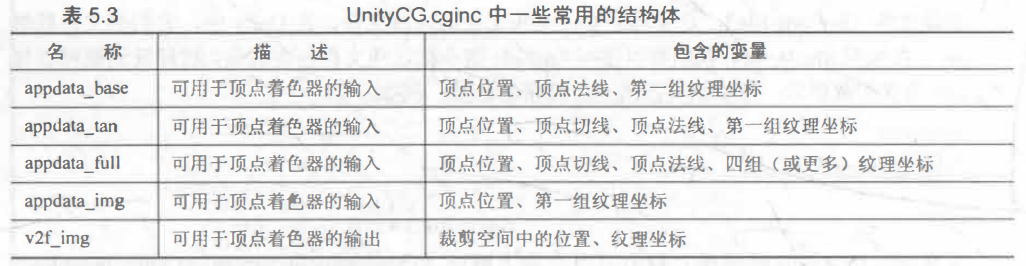 表 5.3 UnityCG.cginc 中一些常用的结构体
名 称 描 述 包含的变量
appdata_base 可用于顶点着色器的输入 顶点位置、顶点法线、第一组纹理坐标
appdata_tan 可用于顶点着色器的输入 顶点位置、顶点切线、顶点法线、第一组纹理坐标
appdata_full 可用于顶点着色器的输入 顶点位置、顶点切线、顶点法线、四组（或更多）纹理坐标
appdata_img 可用于顶点着色器的输入 顶点位置、第一组纹理坐标
v2f_img 可用于顶点着色器的输出 裁剪空间中的位置、纹理坐标